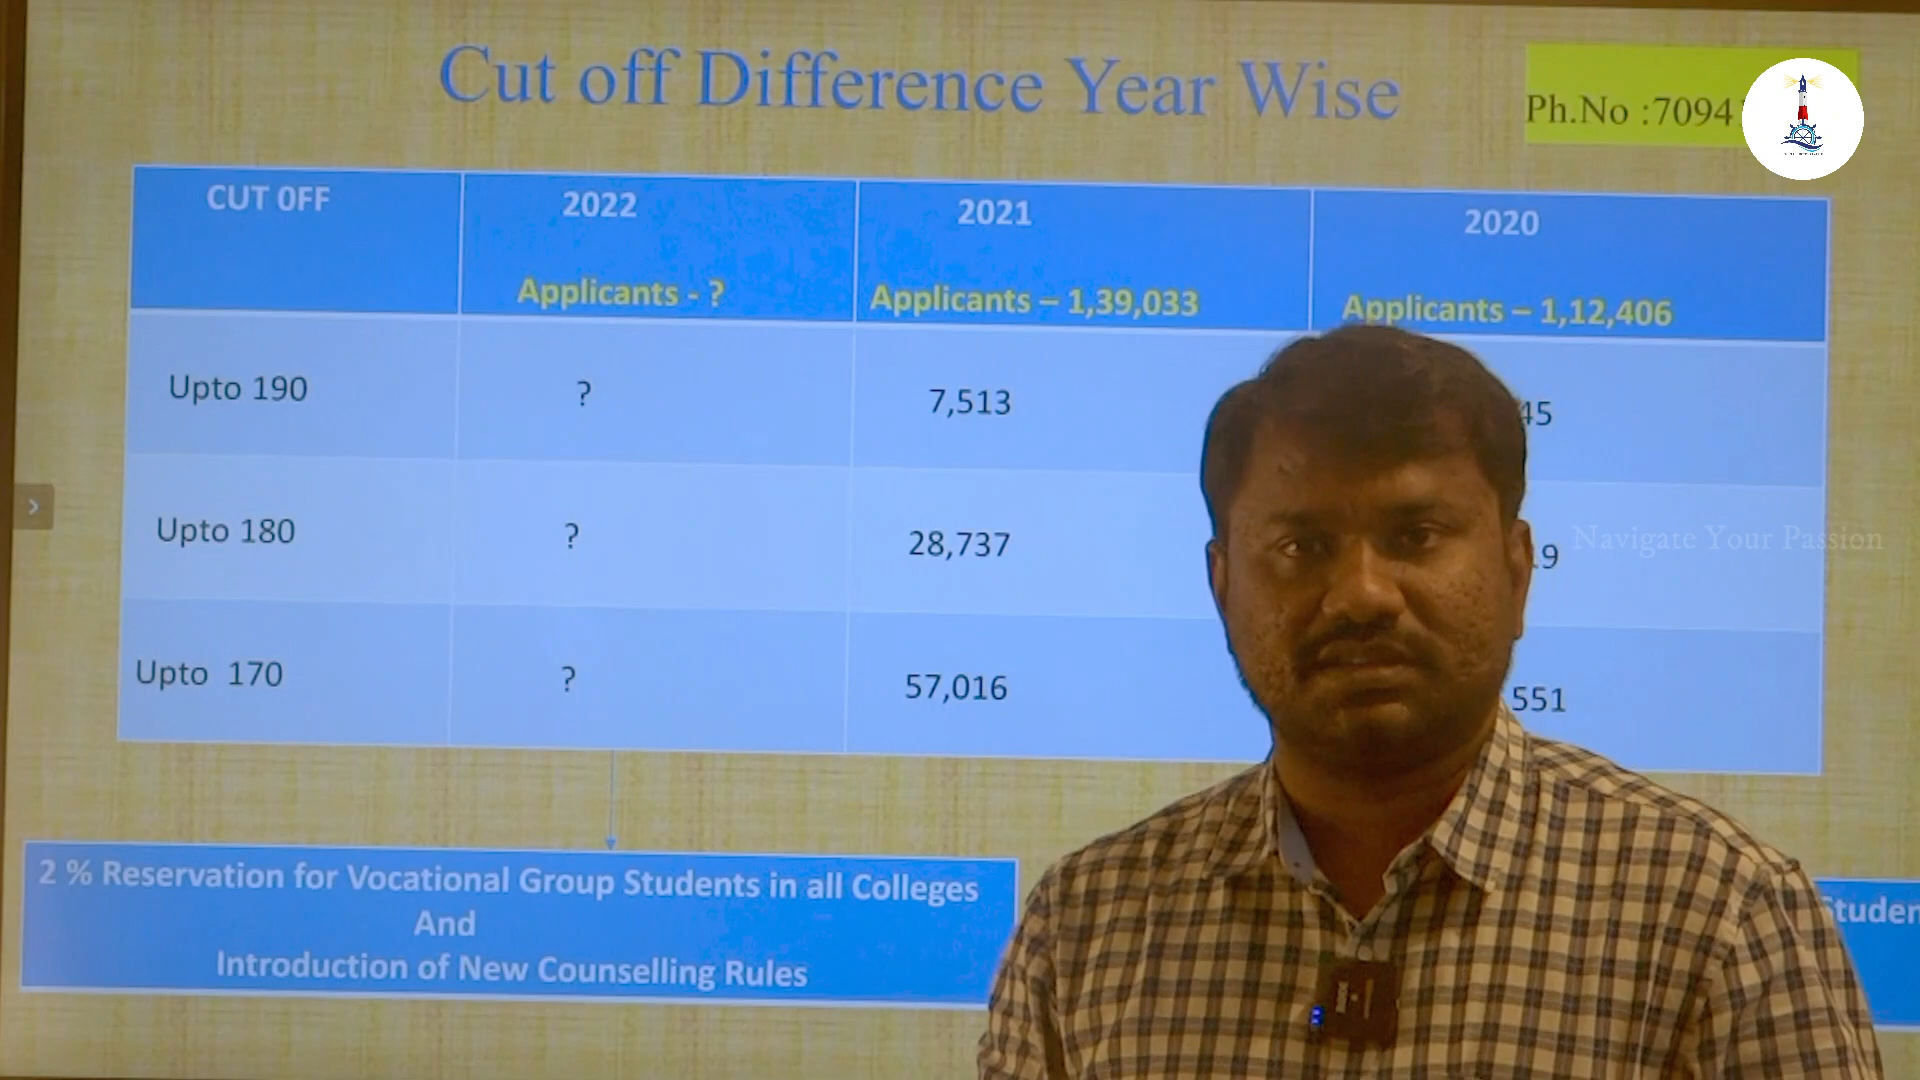 Cut off Difference Year Wise
Ph.No :7094
CUT 0FF 2022 2021 2020
Applicants - ? Applicants – 1,39,033 Applicants – 1,12,406
Upto 190 ? 7,513 45
Upto 180 ? 28,737 19
Navigate Your Passion
Upto 170 ? 57,016 551
2 % Reservation for Vocational Group Students in all Colleges
And
Introduction of New Counselling Rules